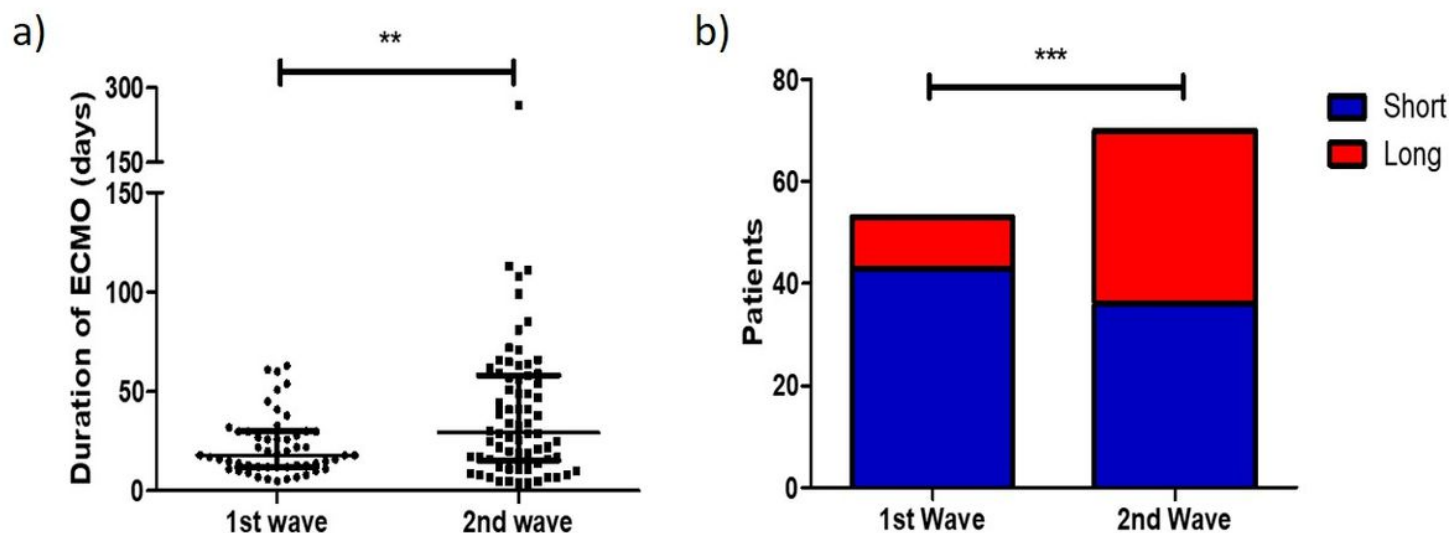 a)
**
Duration of ECMO (days)
300
150
150
100
50
0
1st wave
2nd wave
b)
***
Patients
80
60
40
20
0
1st Wave
2nd Wave
Short
Long